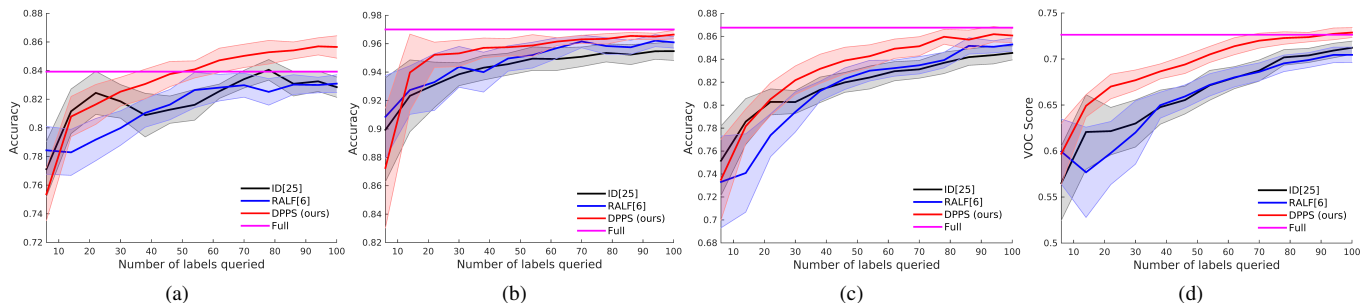 0.88
0.86
0.84
0.82
0.8
0.78
0.76
0.74
0.72
Accuracy
10 20 30 40 50 60 70 80 90 100
Number of labels queried
ID[25]
RALF[6]
DPPS (ours)
Full
(a)
0.98
0.96
0.94
0.92
0.9
0.88
0.86
0.84
0.82
Accuracy
10 20 30 40 50 60 70 80 90 100
Number of labels queried
ID[25]
RALF[6]
DPPS (ours)
Full
(b)
0.88
0.86
0.84
0.82
0.8
0.78
0.76
0.74
0.72
0.7
0.68
Accuracy
10 20 30 40 50 60 70 80 90 100
Number of labels queried
ID[25]
RALF[6]
DPPS (ours)
Full
(c)
0.75
0.7
0.65
0.6
0.55
0.5
VOC Score
10 20 30 40 50 60 70 80 90 100
Number of labels queried
ID[25]
RALF[6]
DPPS (ours)
Full
(d)